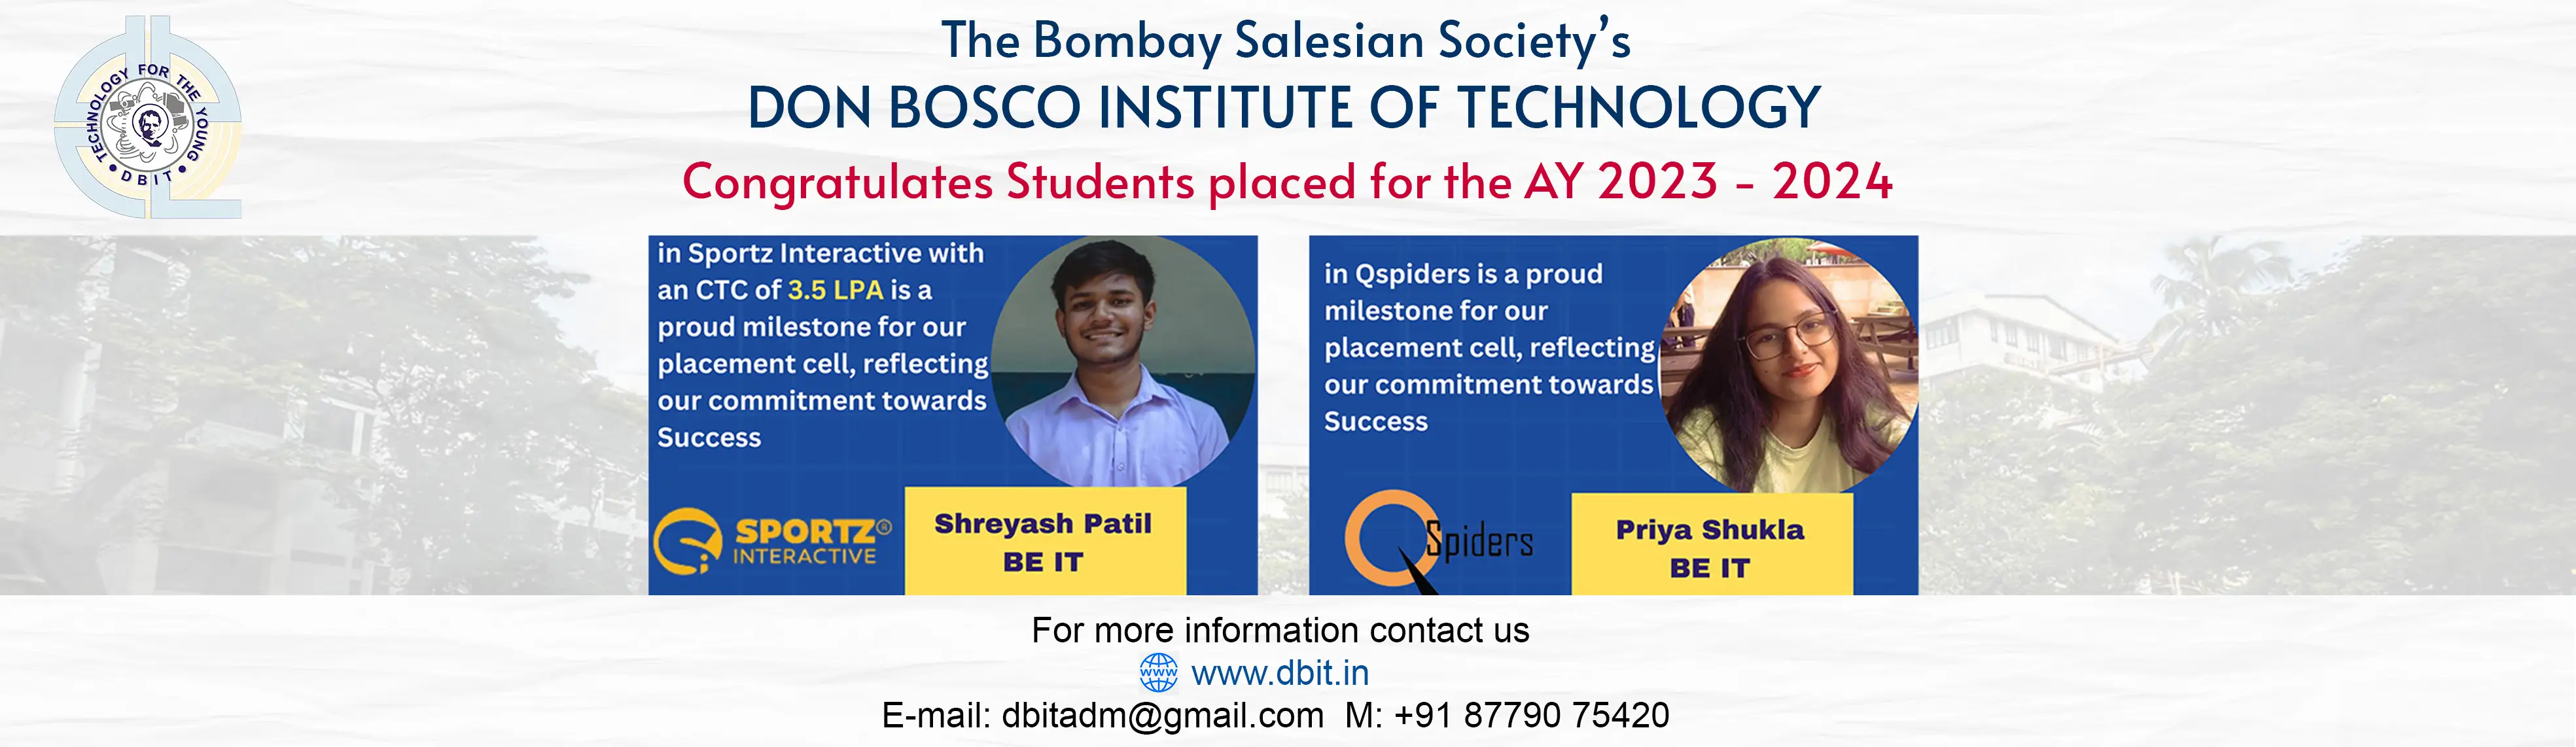 The Bombay Salesian Society’s
DON BOSCO INSTITUTE OF TECHNOLOGY
Congratulates Students placed for the AY 2023 - 2024
TECHNOLOGY FOR THE YOUNG
• DBIT •
in Sportz Interactive with
an CTC of 3.5 LPA is a
proud milestone for our
placement cell, reflecting
our commitment towards
Success
SPORTZ®
INTERACTIVE
Shreyash Patil
BE IT
in Qspiders is a proud
milestone for our
placement cell, reflecting
our commitment towards
Success
QSpiders
Priya Shukla
BE IT
For more information contact us
www www.dbit.in
E-mail: dbitadm@gmail.com M: +91 87790 75420